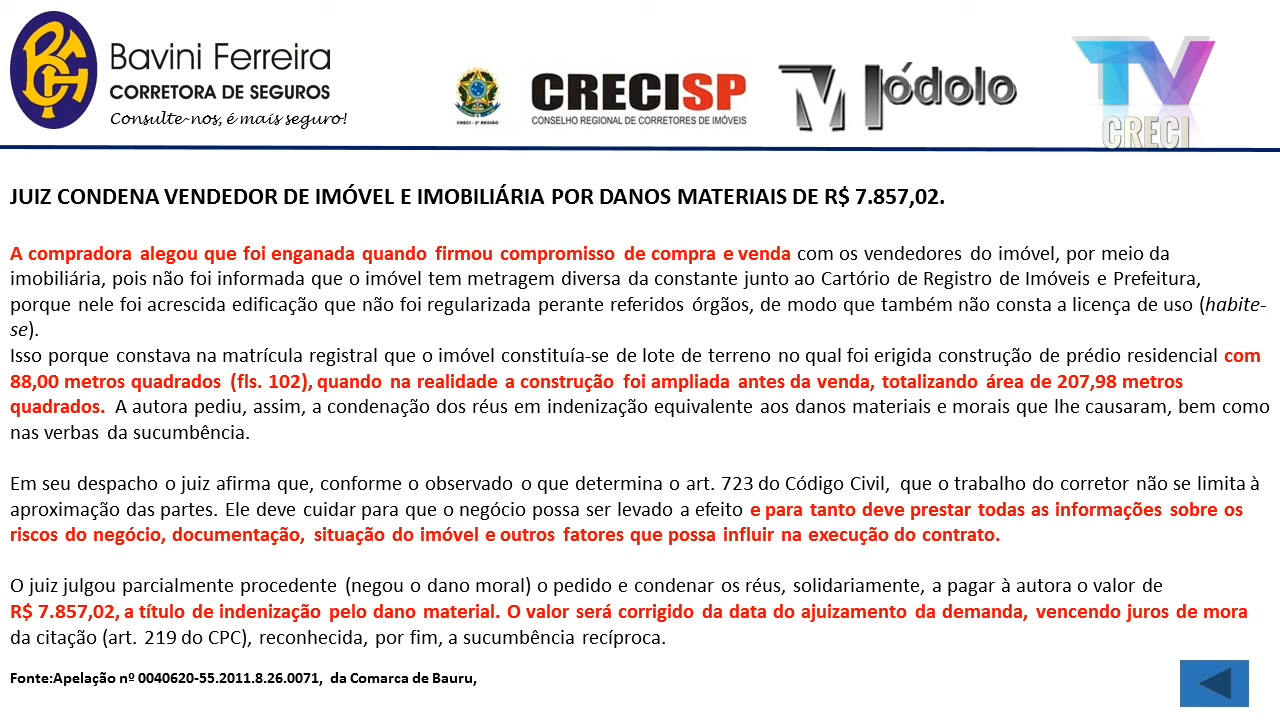 Bavini Ferreira
CORRETORA DE SEGUROS
Consulte-nos, é mais seguro!
CRECI - 2ª REGIÃO
CRECISP
CONSELHO REGIONAL DE CORRETORES DE IMÓVEIS
Módolo
TV
CRECI
JUIZ CONDENA VENDEDOR DE IMÓVEL E IMOBILIÁRIA POR DANOS MATERIAIS DE R$ 7.857,02.
A compradora alegou que foi enganada quando firmou compromisso de compra e venda com os vendedores do imóvel, por meio da
imobiliária, pois não foi informada que o imóvel tem metragem diversa da constante junto ao Cartório de Registro de Imóveis e Prefeitura,
porque nele foi acrescida edificação que não foi regularizada perante referidos órgãos, de modo que também não consta a licença de uso (habite-
se).
Isso porque constava na matrícula registral que o imóvel constituía-se de lote de terreno no qual foi erigida construção de prédio residencial com
88,00 metros quadrados (fls. 102), quando na realidade a construção foi ampliada antes da venda, totalizando área de 207,98 metros
quadrados. A autora pediu, assim, a condenação dos réus em indenização equivalente aos danos materiais e morais que lhe causaram, bem como
nas verbas da sucumbência.
Em seu despacho o juiz afirma que, conforme o observado o que determina o art. 723 do Código Civil, que o trabalho do corretor não se limita à
aproximação das partes. Ele deve cuidar para que o negócio possa ser levado a efeito e para tanto deve prestar todas as informações sobre os
riscos do negócio, documentação, situação do imóvel e outros fatores que possa influir na execução do contrato.
O juiz julgou parcialmente procedente (negou o dano moral) o pedido e condenar os réus, solidariamente, a pagar à autora o valor de
R$ 7.857,02, a título de indenização pelo dano material. O valor será corrigido da data do ajuizamento da demanda, vencendo juros de mora
da citação (art. 219 do CPC), reconhecida, por fim, a sucumbência recíproca.
Fonte:Apelação nº 0040620-55.2011.8.26.0071, da Comarca de Bauru,